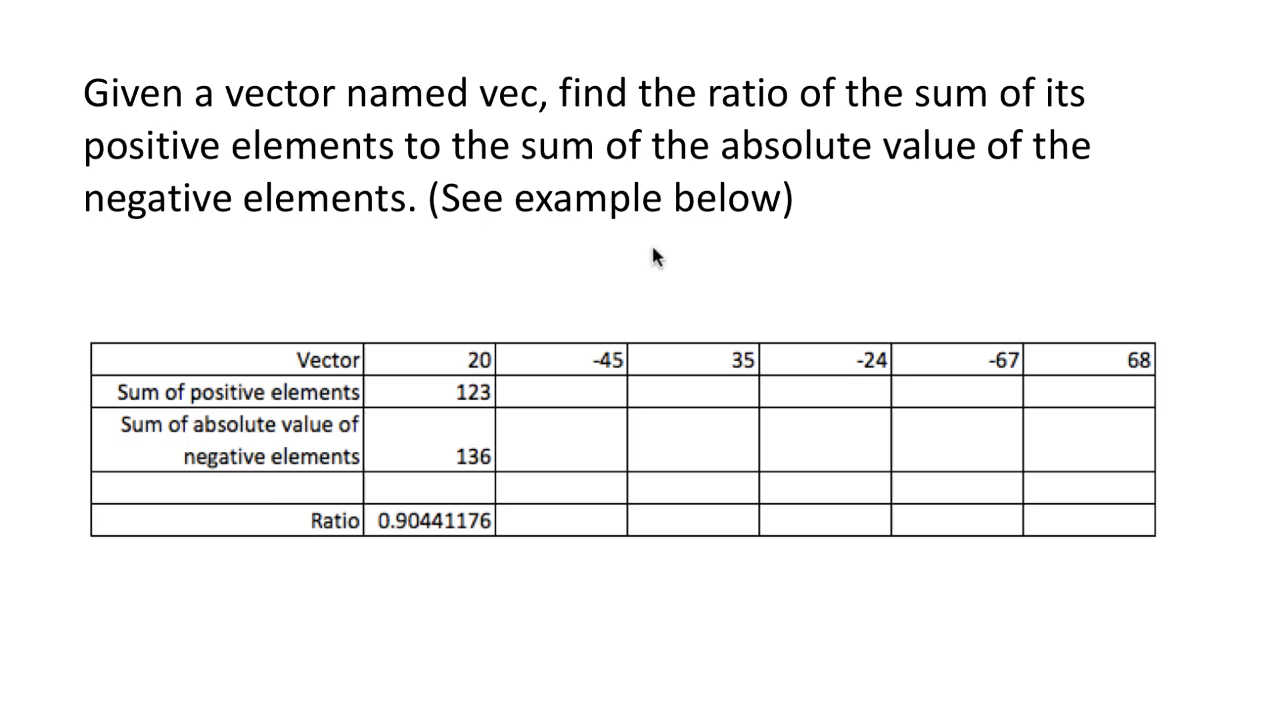 Given a vector named vec, find the ratio of the sum of its
positive elements to the sum of the absolute value of the
negative elements. (See example below)
Vector 20 -45 35 -24 -67 68
Sum of positive elements 123
Sum of absolute value of
negative elements 136
Ratio 0.90441176